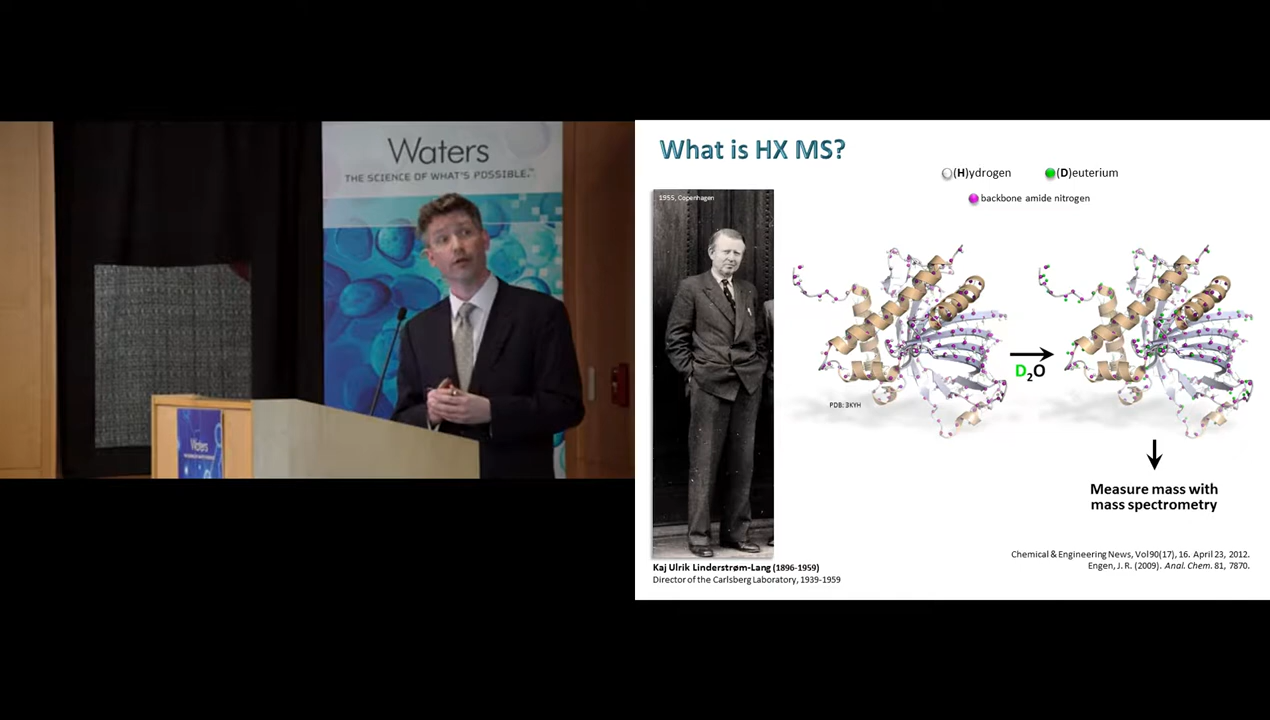 Waters
THE SCIENCE OF WHAT'S POSSIBLE.™
Waters
What is HX MS?
(H)ydrogen
(D)euterium
backbone amide nitrogen
1955, Copenhagen
D2O
PDB: 3KYH
Measure mass with
mass spectrometry
Chemical & Engineering News, Vol 90(17), 16. April 23, 2012.
Engen, J. R. (2009). Anal. Chem. 81, 7870.
Kaj Ulrik Linderstrøm-Lang (1896-1959)
Director of the Carlsberg Laboratory, 1939-1959